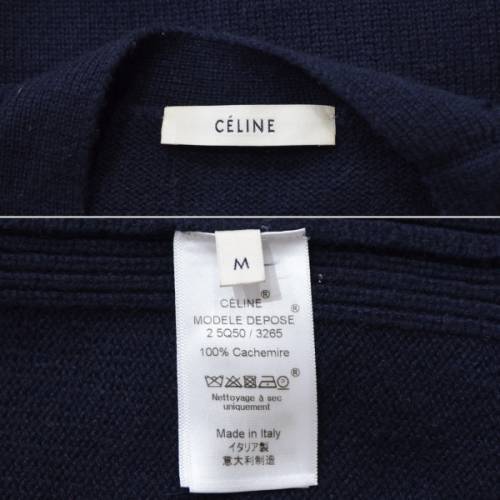 CÉLINE
M
CÉLINE®
MODELE DEPOSE®
2 5Q50 / 3265
100% Cachemire
®
Nettoyage à sec
uniquement
Made in Italy
イタリア製
意大利制造